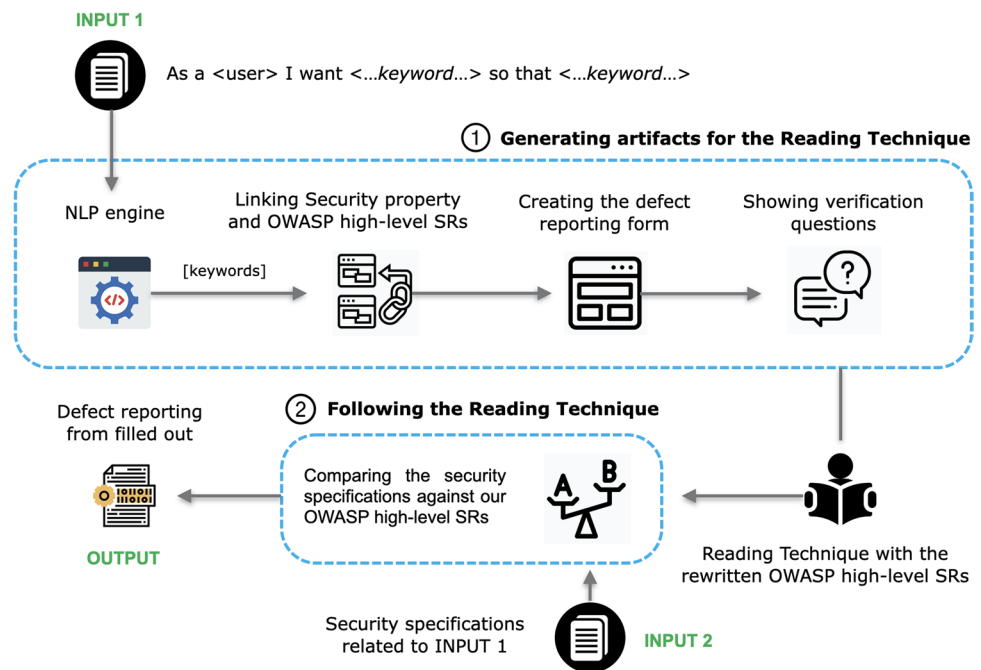 INPUT 1
As a <user> I want <...keyword...> so that <...keyword...>
1 Generating artifacts for the Reading Technique
NLP engine
Linking Security property
and OWASP high-level SRs
Creating the defect
reporting form
Showing verification
questions
[keywords]
</>
?
2 Following the Reading Technique
Defect reporting
from filled out
Comparing the security
specifications against our
OWASP high-level SRs
A B
01011
101101
OUTPUT
Reading Technique with the
rewritten OWASP high-level SRs
Security specifications
related to INPUT 1
INPUT 2